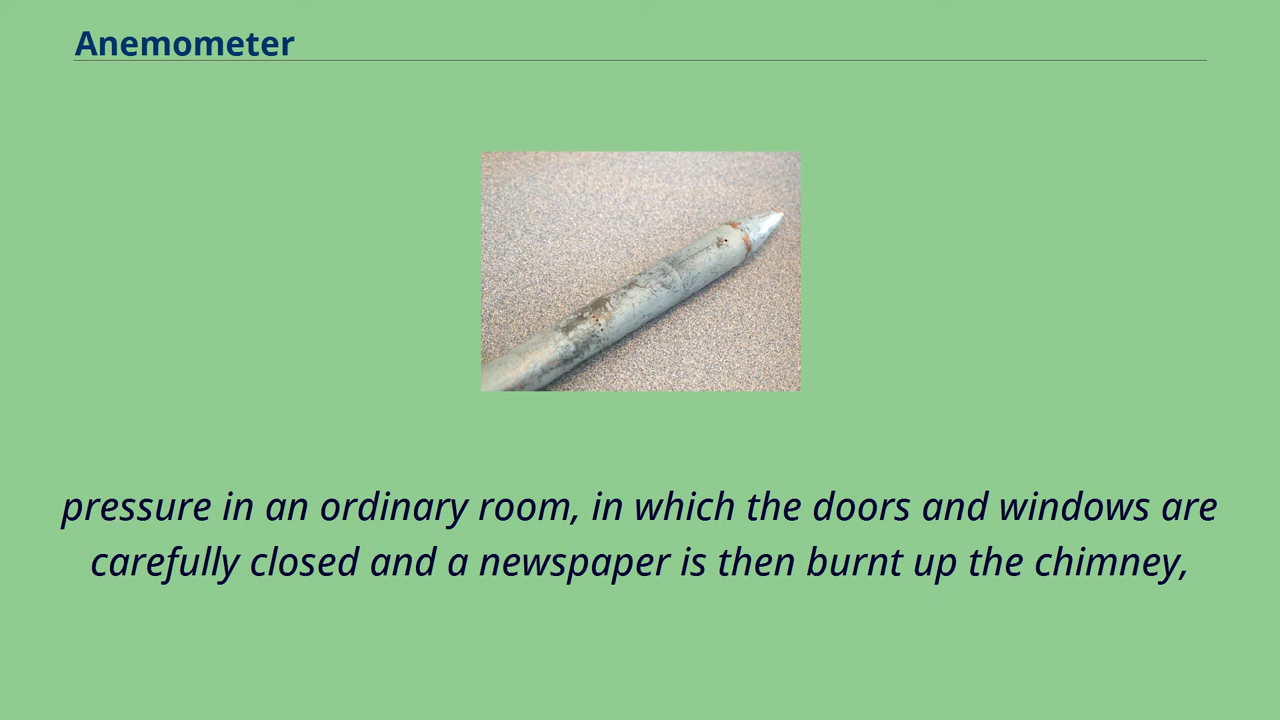 Anemometer
pressure in an ordinary room, in which the doors and windows are
carefully closed and a newspaper is then burnt up the chimney,